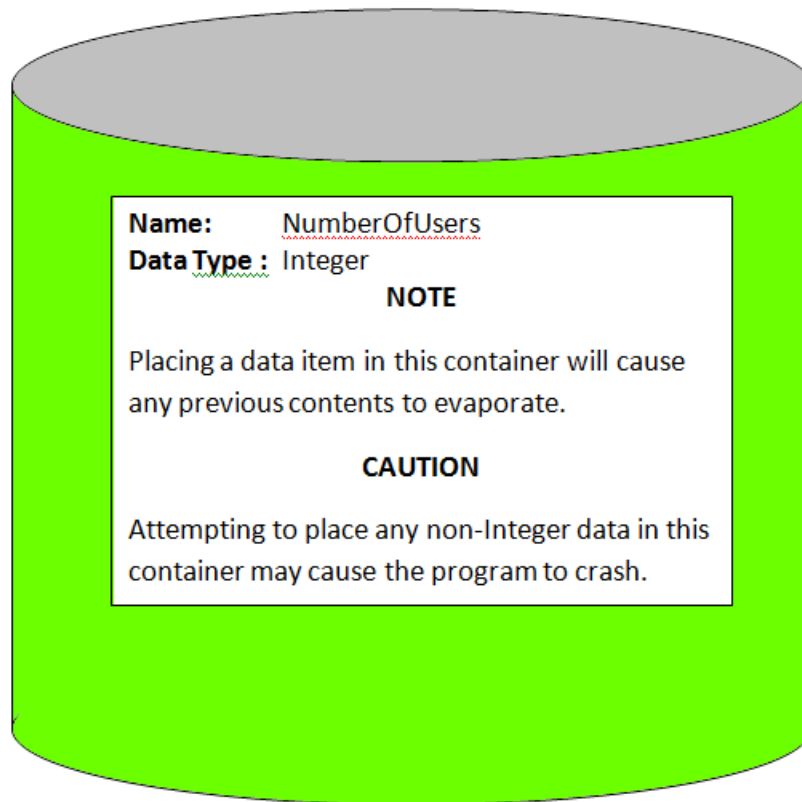 Name: NumberOfUsers
Data Type : Integer
NOTE
Placing a data item in this container will cause
any previous contents to evaporate.
CAUTION
Attempting to place any non-Integer data in this
container may cause the program to crash.